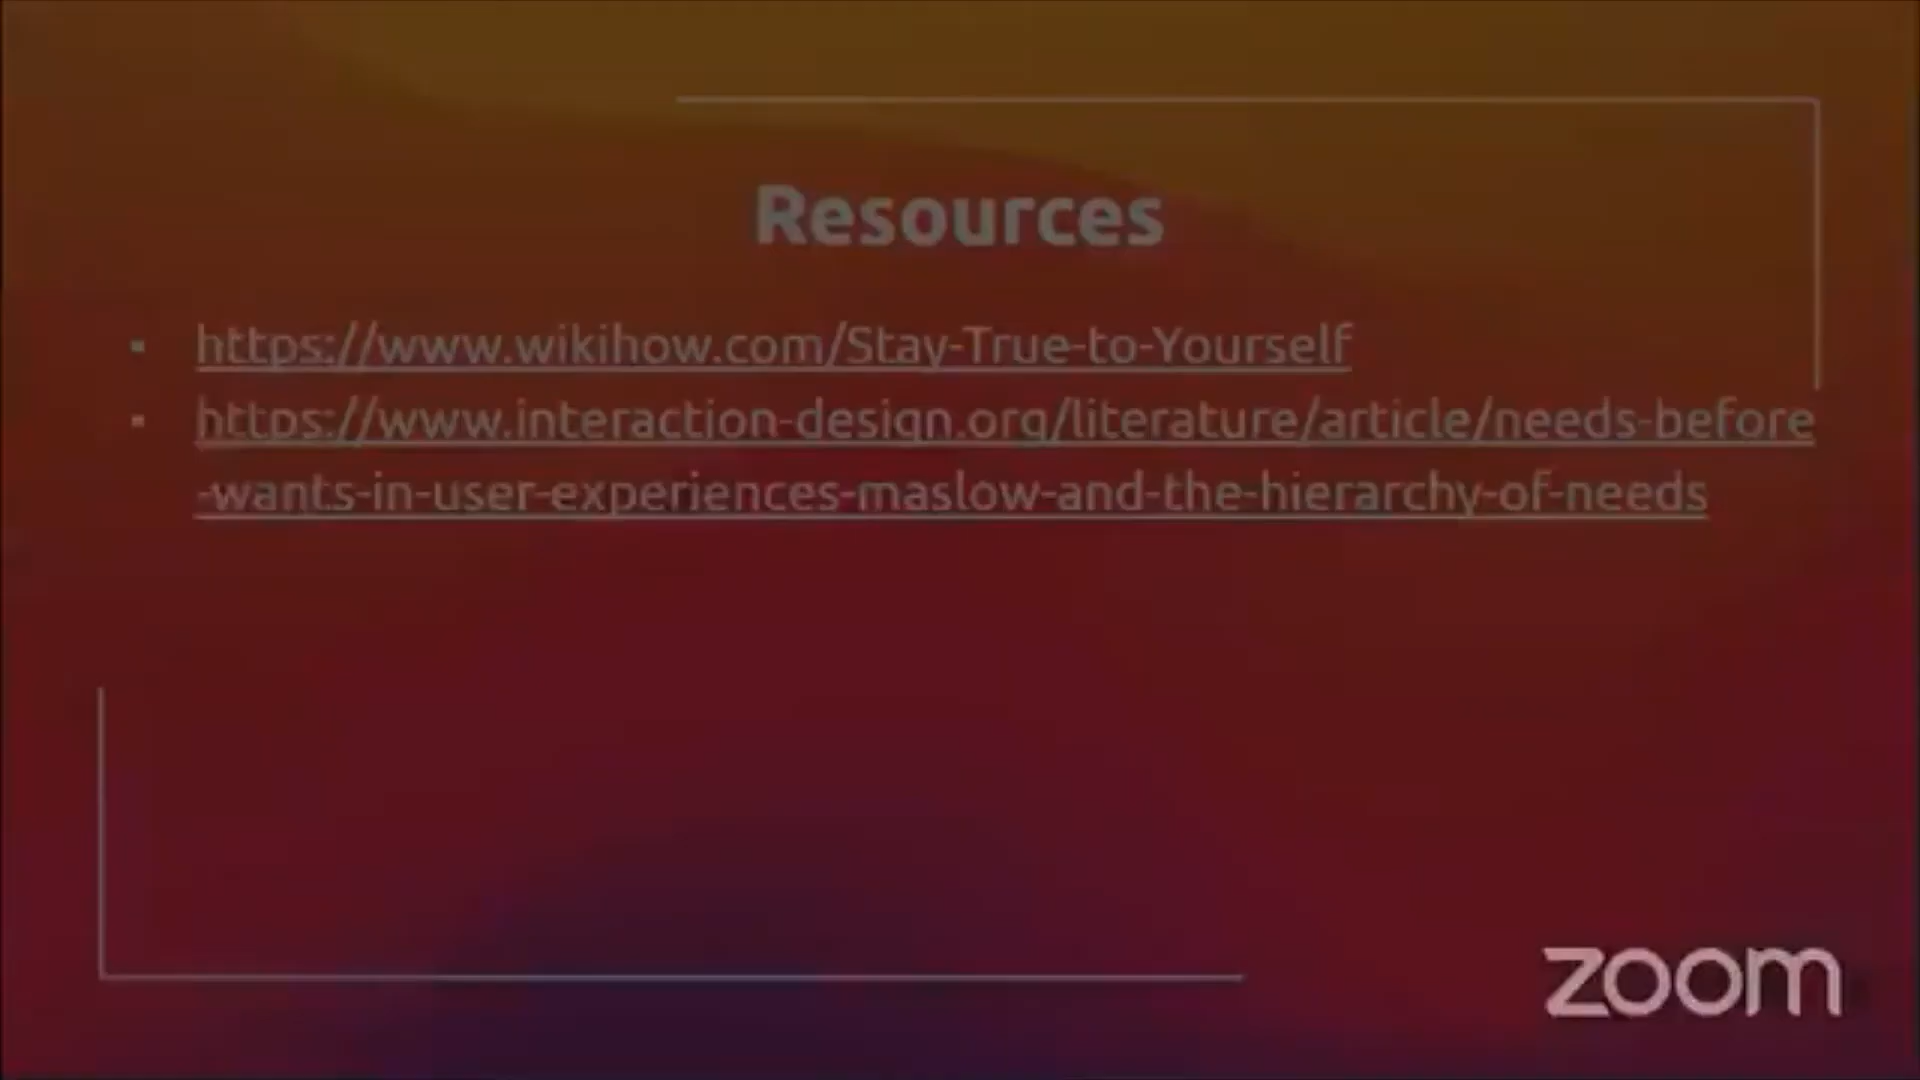 Resources
▪ https://www.wikihow.com/Stay-True-to-Yourself
▪ https://www.interaction-design.org/literature/article/needs-before
-wants-in-user-experiences-maslow-and-the-hierarchy-of-needs
zoom